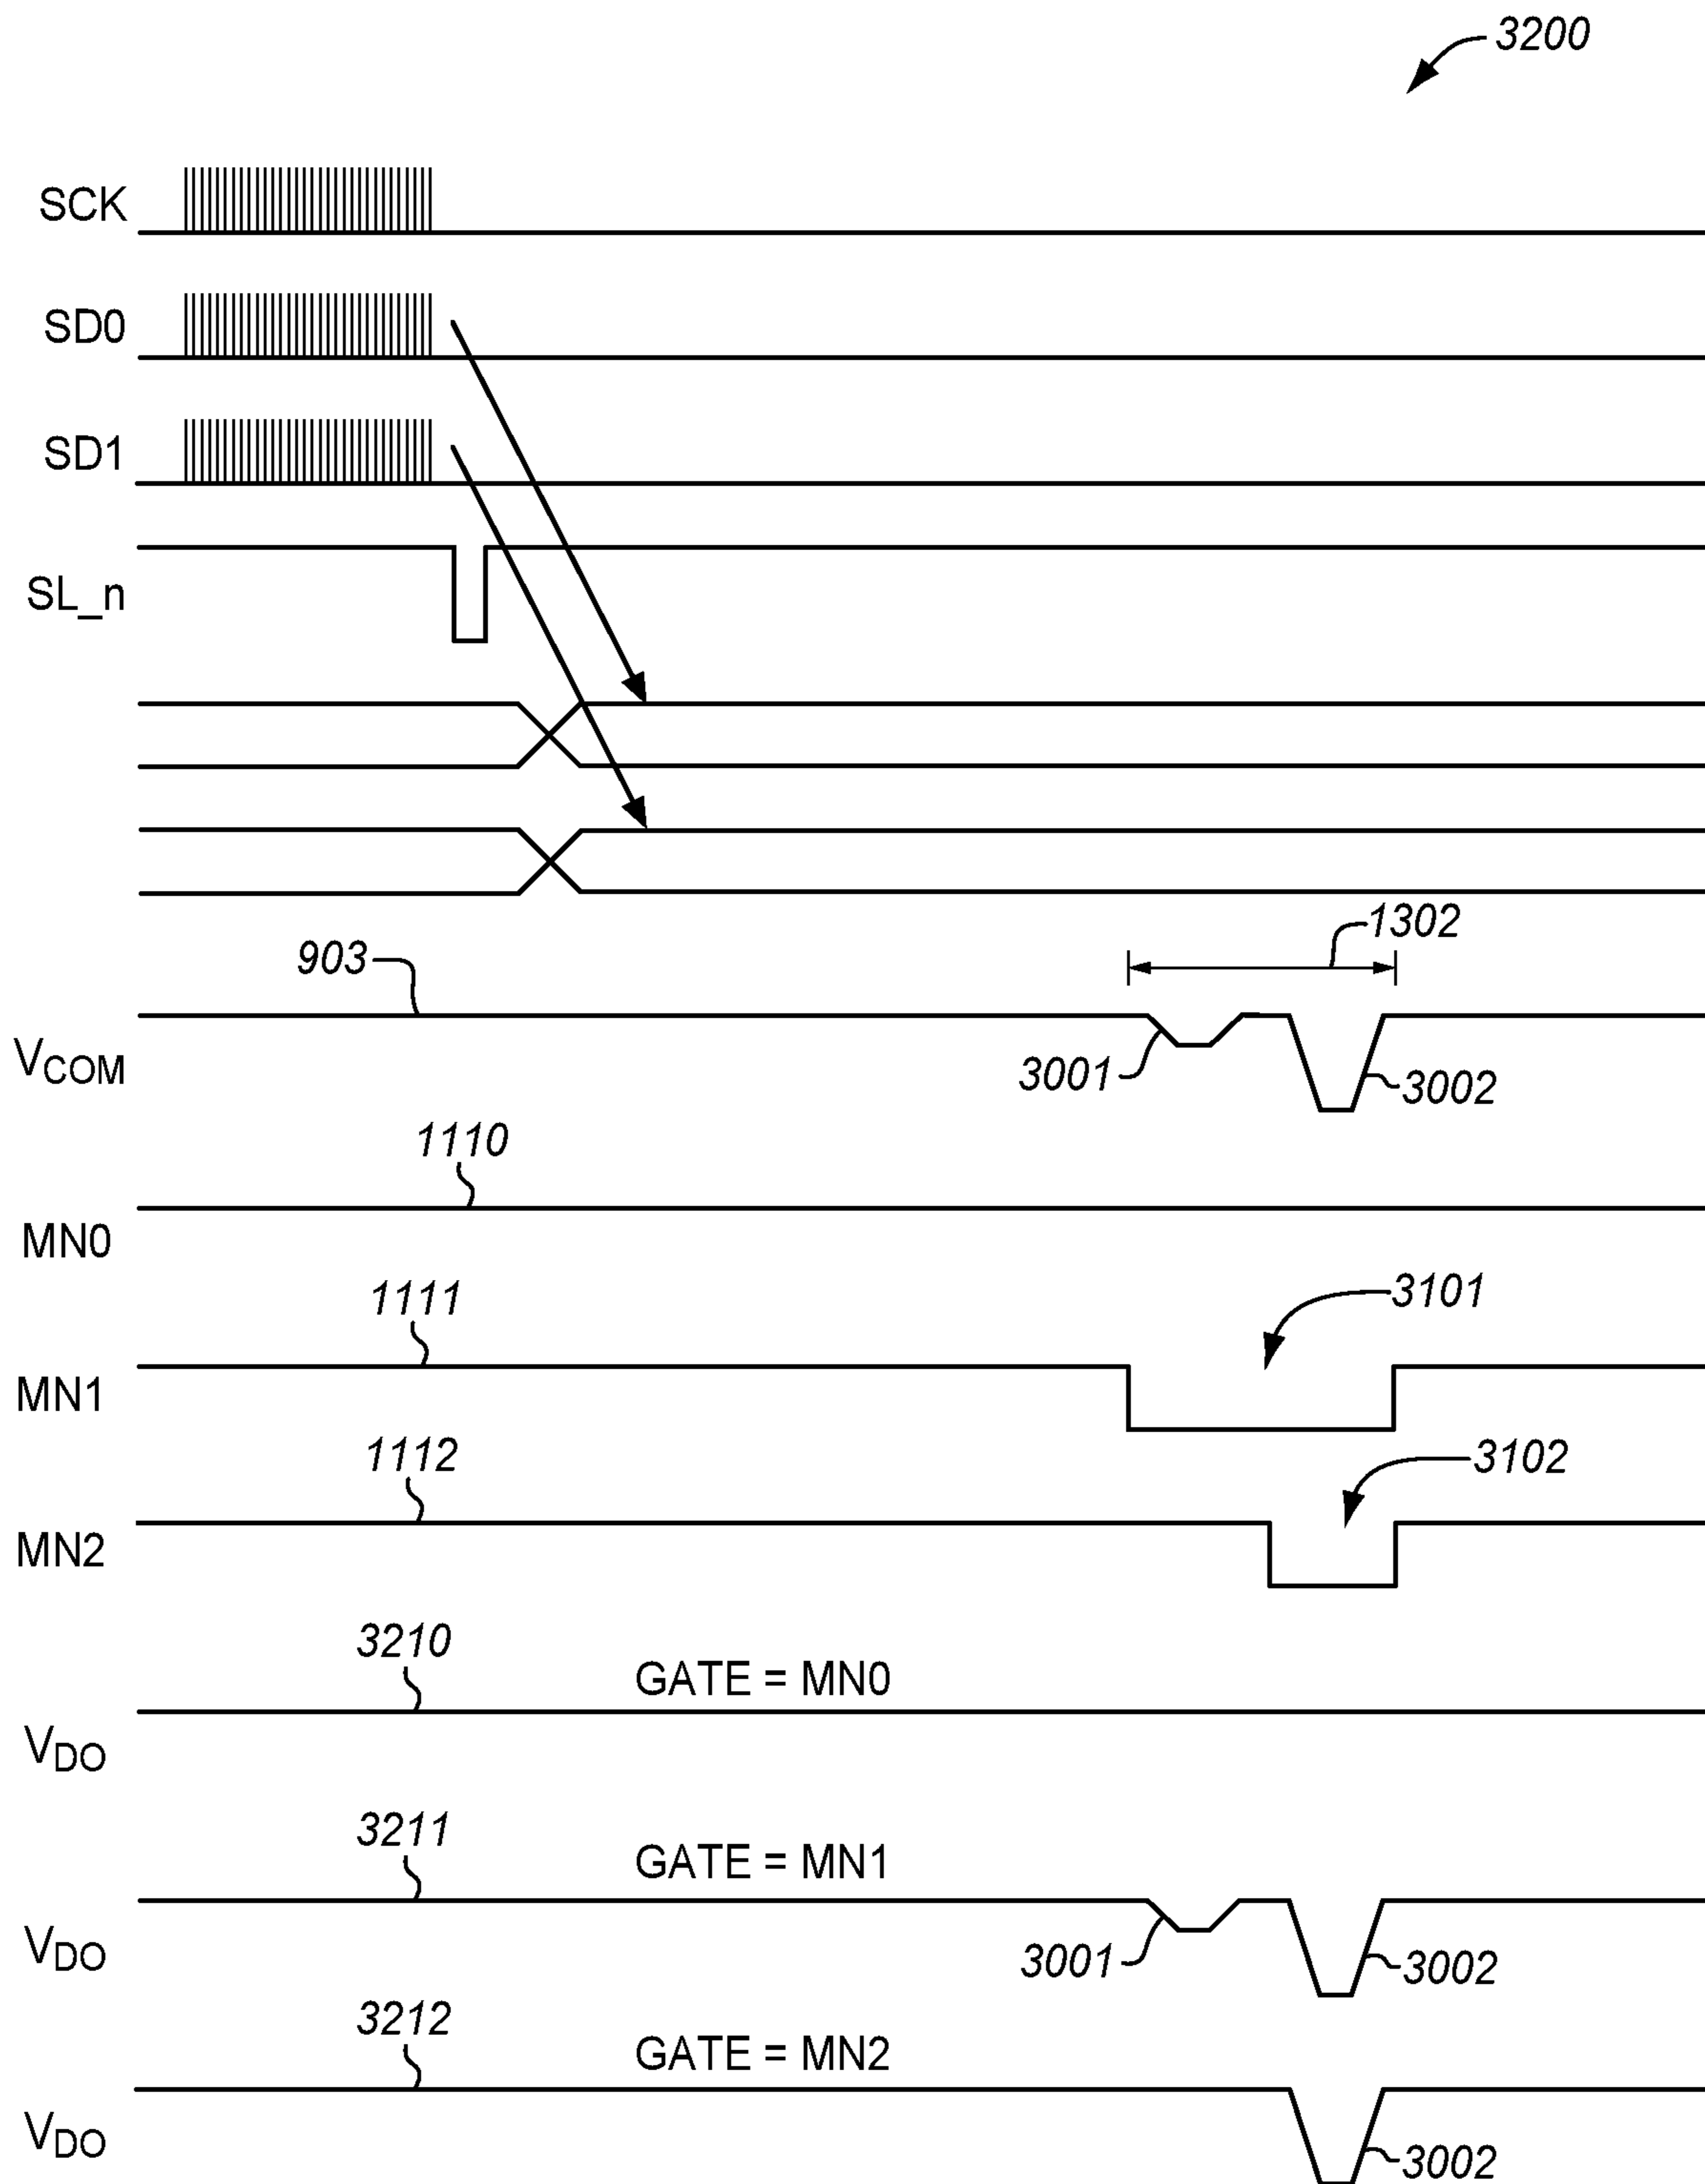 3200
SCK
SD0
SD1
SL_n
1302
903
VCOM
3001
3002
1110
MN0
1111
3101
MN1
1112
3102
MN2
3210
GATE = MN0
VDO
3211
GATE = MN1
VDO
3001
3002
3212
GATE = MN2
VDO
3002